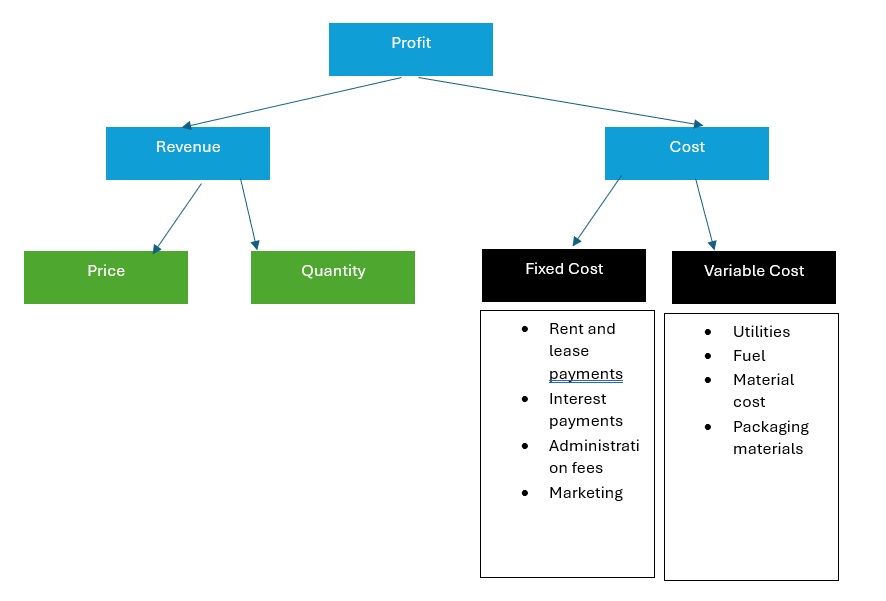 Profit
Revenue
Cost
Price
Quantity
Fixed Cost
Variable Cost
• Rent and
lease
payments
• Interest
payments
• Administrati
on fees
• Marketing
• Utilities
• Fuel
• Material
cost
• Packaging
materials